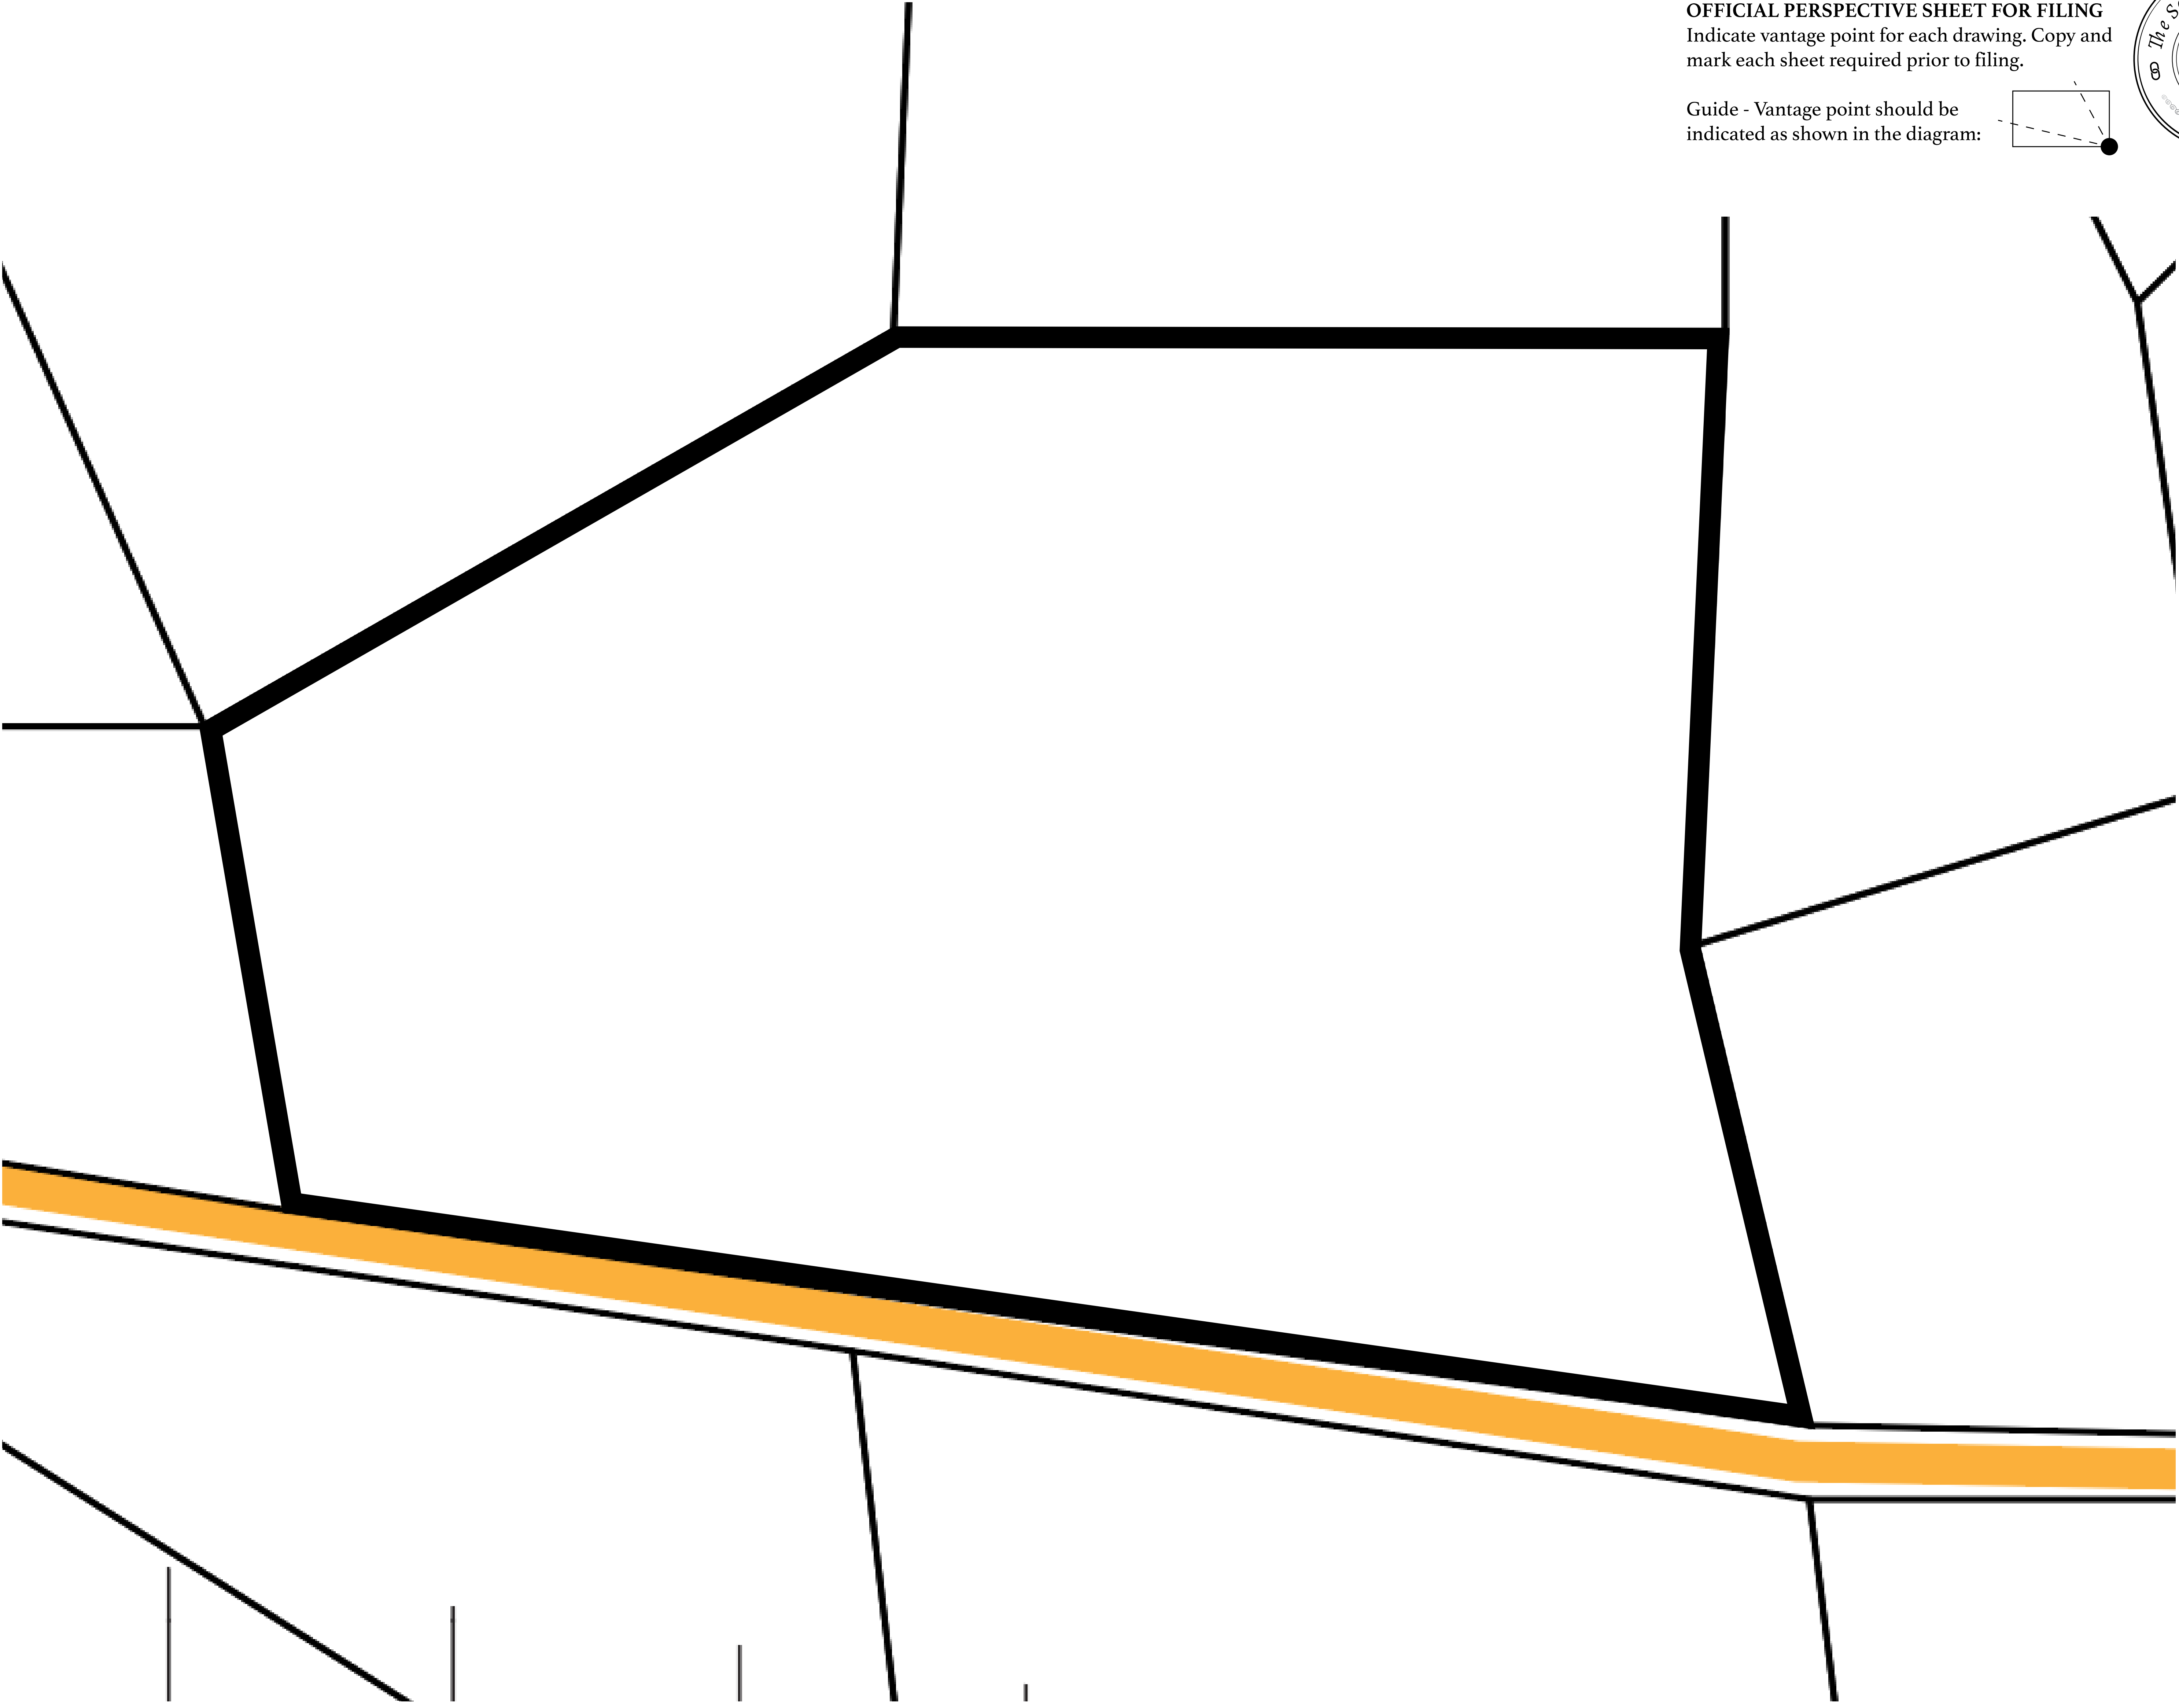 OFFICIAL PERSPECTIVE SHEET FOR FILING
Indicate vantage point for each drawing. Copy and
mark each sheet required prior to filing.
Guide - Vantage point should be
indicated as shown in the diagram:
The